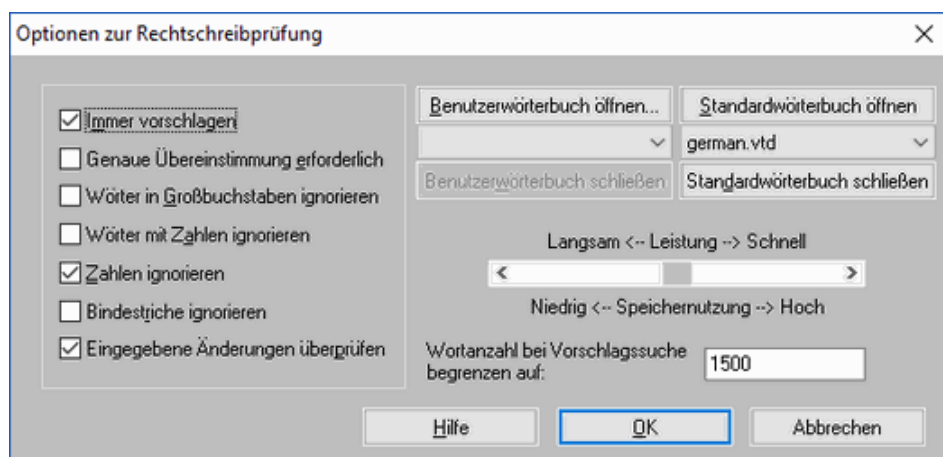 Optionen zur Rechtschreibprüfung
Immer vorschlagen
Genaue Übereinstimmung erforderlich
Wörter in Großbuchstaben ignorieren
Wörter mit Zahlen ignorieren
Zahlen ignorieren
Bindestriche ignorieren
Eingegebene Änderungen überprüfen
Benutzerwörterbuch öffnen...
Standardwörterbuch öffnen
german.vtd
Benutzerwörterbuch schließen
Standardwörterbuch schließen
Langsam <-- Leistung --> Schnell
Niedrig <-- Speichernutzung --> Hoch
Wortanzahl bei Vorschlagssuche
begrenzen auf:
1500
Hilfe
OK
Abbrechen